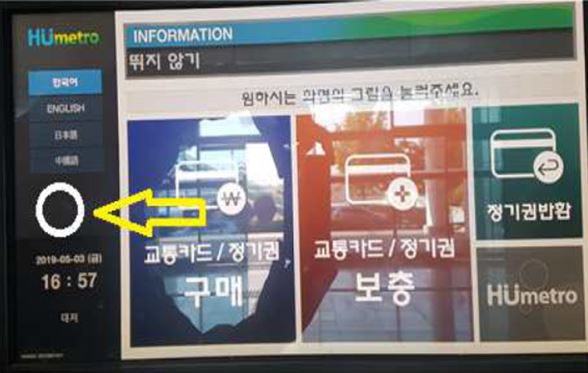 HUmetro
INFORMATION
뛰지 않기
한국어
ENGLISH
日本語
中國語
원하시는 화면의 그림을 눌러주세요.
교통카드 / 정기권
구매
교통카드 / 정기권
보충
정기권반환
HUmetro
2019-05-03 (금)
16 : 57
대저